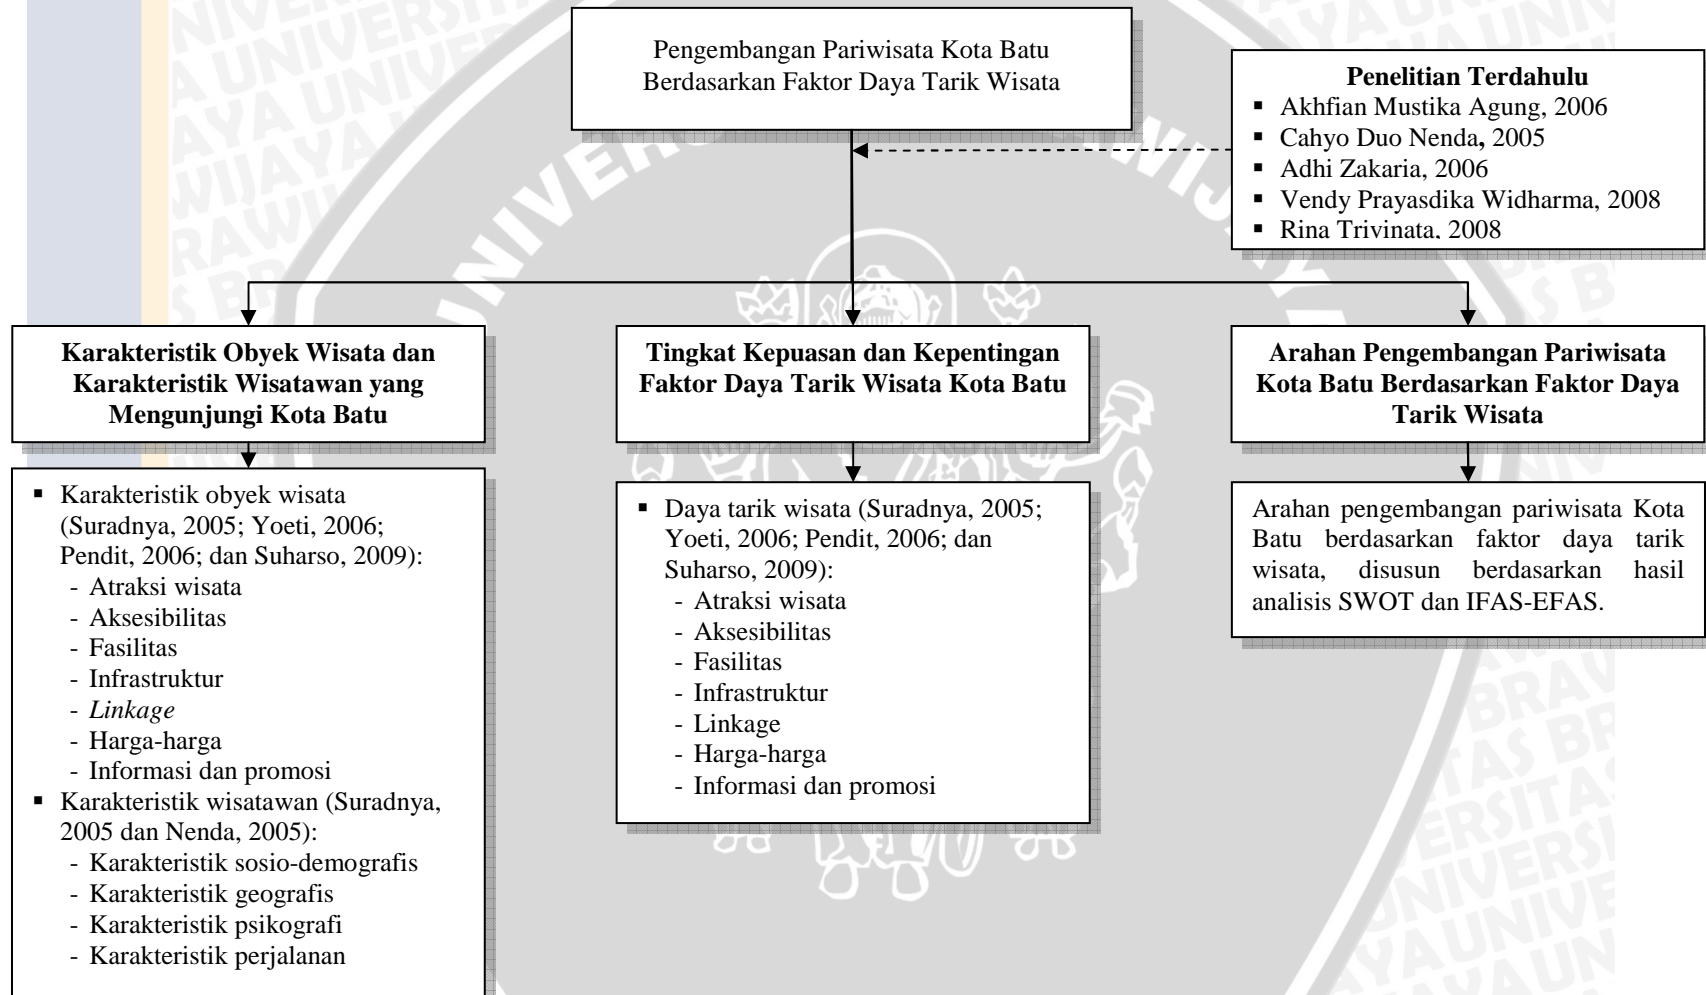 Pengembangan Pariwisata Kota Batu
Berdasarkan Faktor Daya Tarik Wisata
Penelitian Terdahulu
▪ Akhfian Mustika Agung, 2006
▪ Cahyo Duo Nenda, 2005
▪ Adhi Zakaria, 2006
▪ Vendy Prayasdika Widharma, 2008
▪ Rina Trivinata, 2008
Karakteristik Obyek Wisata dan
Karakteristik Wisatawan yang
Mengunjungi Kota Batu
Tingkat Kepuasan dan Kepentingan
Faktor Daya Tarik Wisata Kota Batu
Arahan Pengembangan Pariwisata
Kota Batu Berdasarkan Faktor Daya
Tarik Wisata
▪ Karakteristik obyek wisata
(Suradnya, 2005; Yoeti, 2006;
Pendit, 2006; dan Suharso, 2009):
- Atraksi wisata
- Aksesibilitas
- Fasilitas
- Infrastruktur
- Linkage
- Harga-harga
- Informasi dan promosi
▪ Karakteristik wisatawan (Suradnya,
2005 dan Nenda, 2005):
- Karakteristik sosio-demografis
- Karakteristik geografis
- Karakteristik psikografi
- Karakteristik perjalanan
▪ Daya tarik wisata (Suradnya, 2005;
Yoeti, 2006; Pendit, 2006; dan
Suharso, 2009):
- Atraksi wisata
- Aksesibilitas
- Fasilitas
- Infrastruktur
- Linkage
- Harga-harga
- Informasi dan promosi
Arahan pengembangan pariwisata Kota
Batu berdasarkan faktor daya tarik
wisata, disusun berdasarkan hasil
analisis SWOT dan IFAS-EFAS.